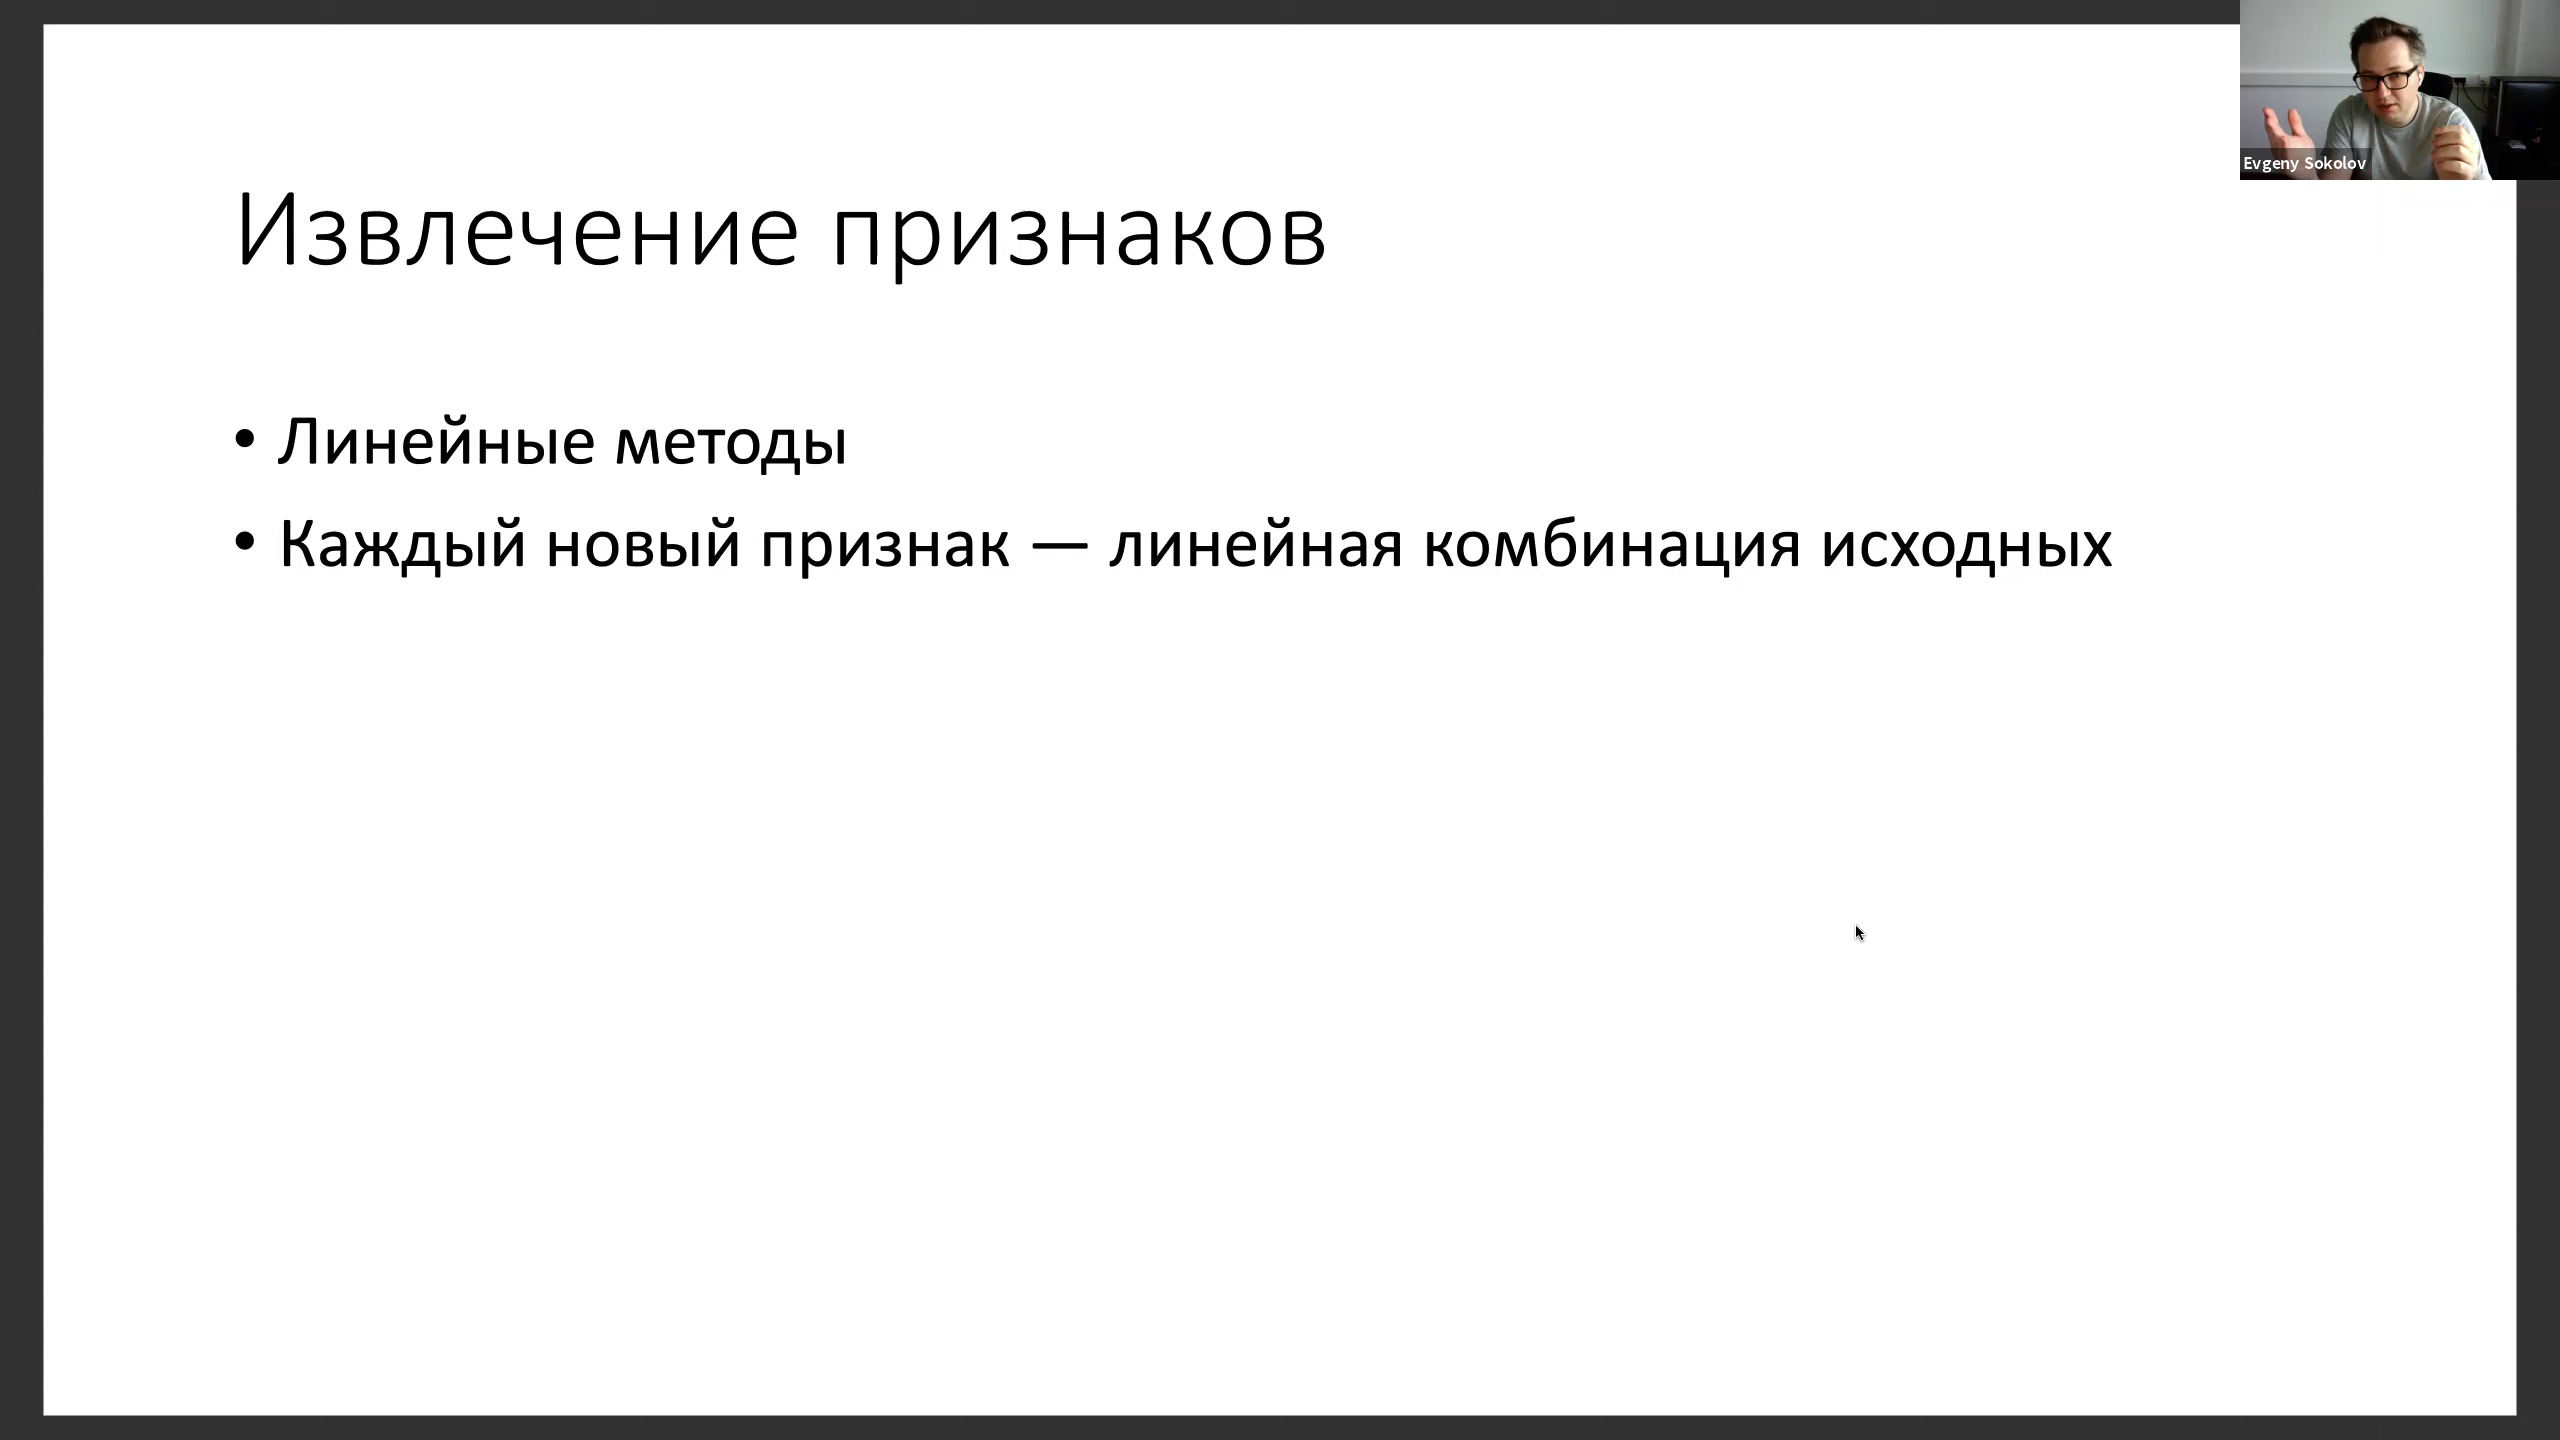 Evgeny Sokolov
Извлечение признаков
• Линейные методы
• Каждый новый признак — линейная комбинация исходных